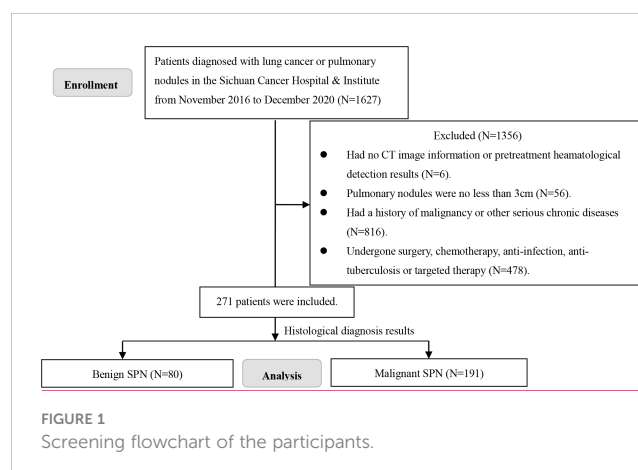 Enrollment
Patients diagnosed with lung cancer or pulmonary
nodules in the Sichuan Cancer Hospital & Institute
from November 2016 to December 2020 (N=1627)
Excluded (N=1356)
● Had no CT image information or pretreatment heamatological
detection results (N=6).
● Pulmonary nodules were no less than 3cm (N=56).
● Had a history of malignancy or other serious chronic diseases
(N=816).
● Undergone surgery, chemotherapy, anti-infection, anti-
tuberculosis or targeted therapy (N=478).
271 patients were included.
Histological diagnosis results
Benign SPN (N=80)
Analysis
Malignant SPN (N=191)
FIGURE 1
Screening flowchart of the participants.